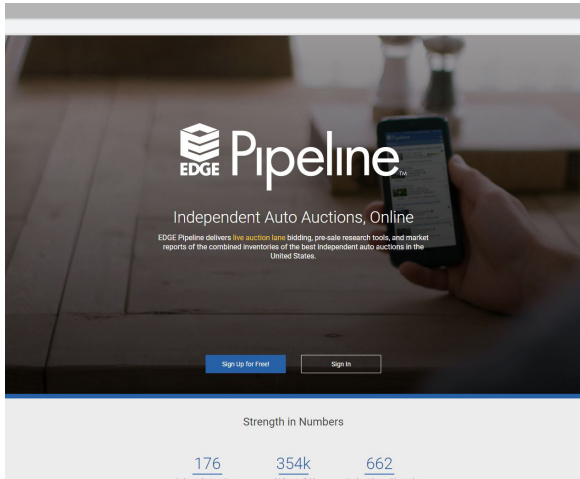 EDGE Pipeline™
Independent Auto Auctions, Online
EDGE Pipeline delivers live auction lane bidding, pre-sale research tools, and market
reports of the combined inventories of the best independent auto auctions in the
United States.
Sign Up for Free!
Sign In
Strength in Numbers
176
354k
662